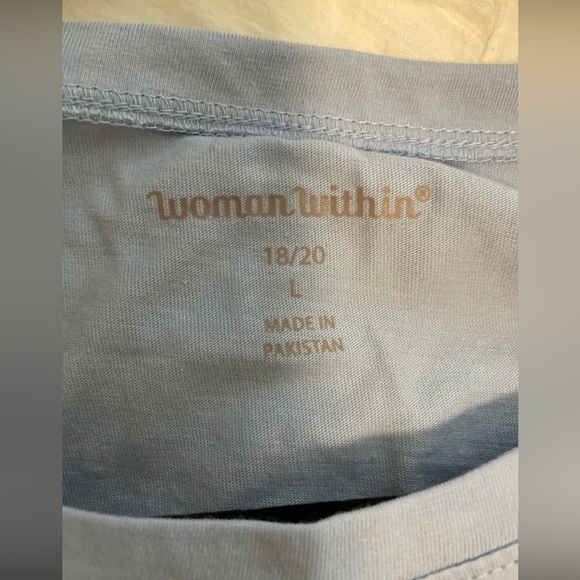 woman within®
18/20
L
MADE IN
PAKISTAN